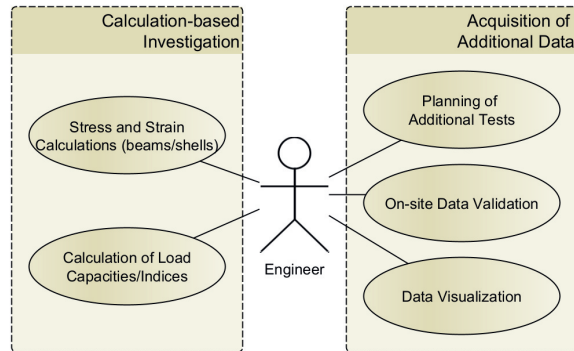 Calculation-based
Investigation
Stress and Strain
Calculations (beams/shells)
Calculation of Load
Capacities/Indices
Engineer
Acquisition of
Additional Data
Planning of
Additional Tests
On-site Data Validation
Data Visualization